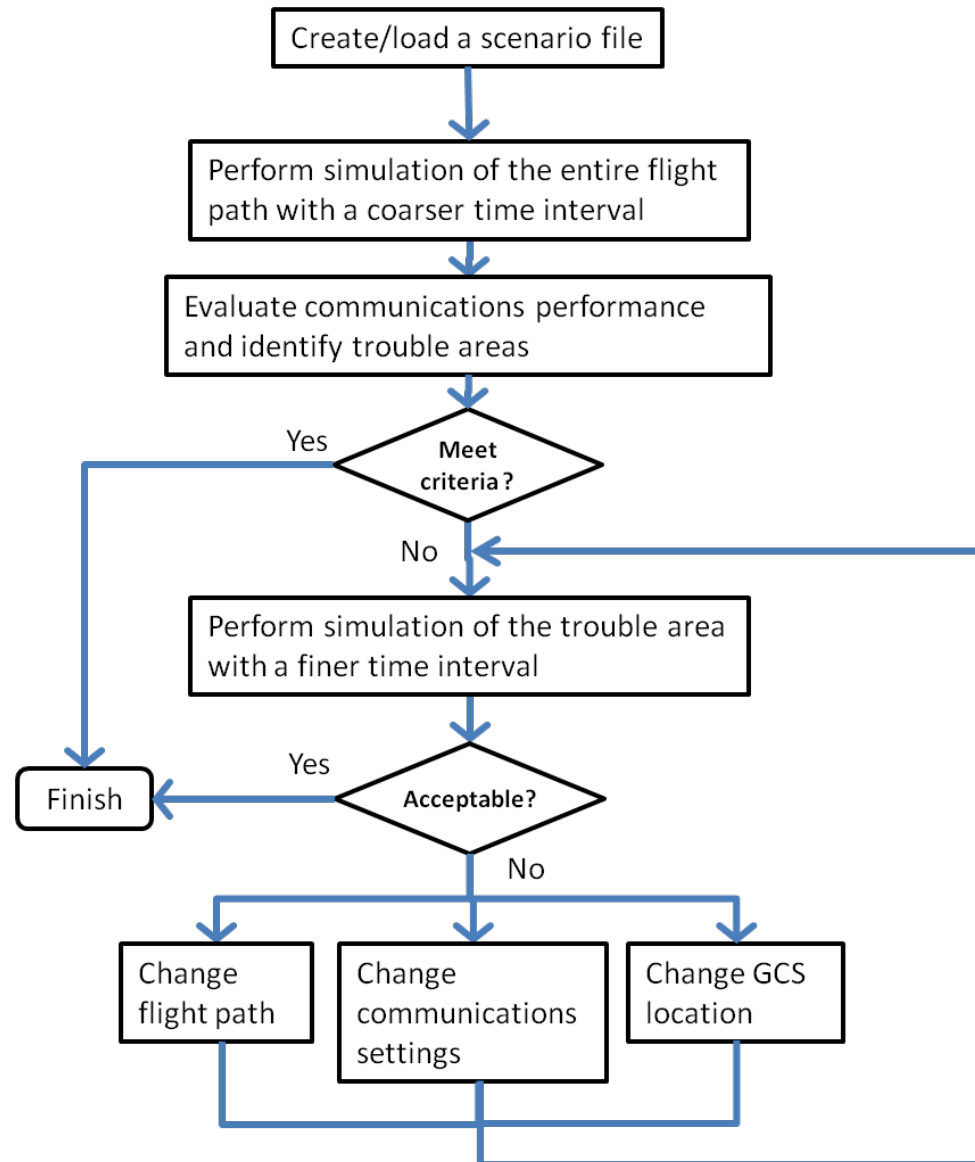 Create/load a scenario file
Perform simulation of the entire flight
path with a coarser time interval
Evaluate communications performance
and identify trouble areas
Yes
Meet
criteria?
No
Perform simulation of the trouble area
with a finer time interval
Yes
Finish
Acceptable?
No
Change
flight path
Change
communications
settings
Change GCS
location